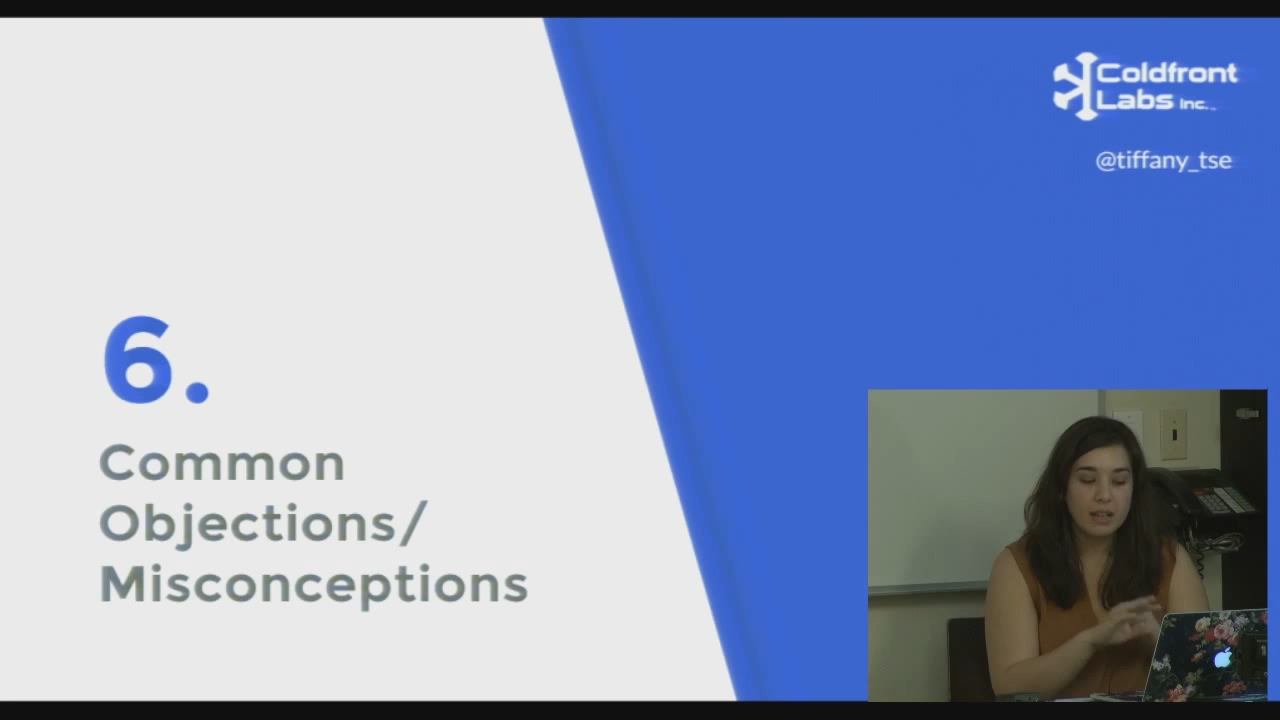 Coldfront
Labs Inc.
@tiffany_tse
6.
Common
Objections/
Misconceptions